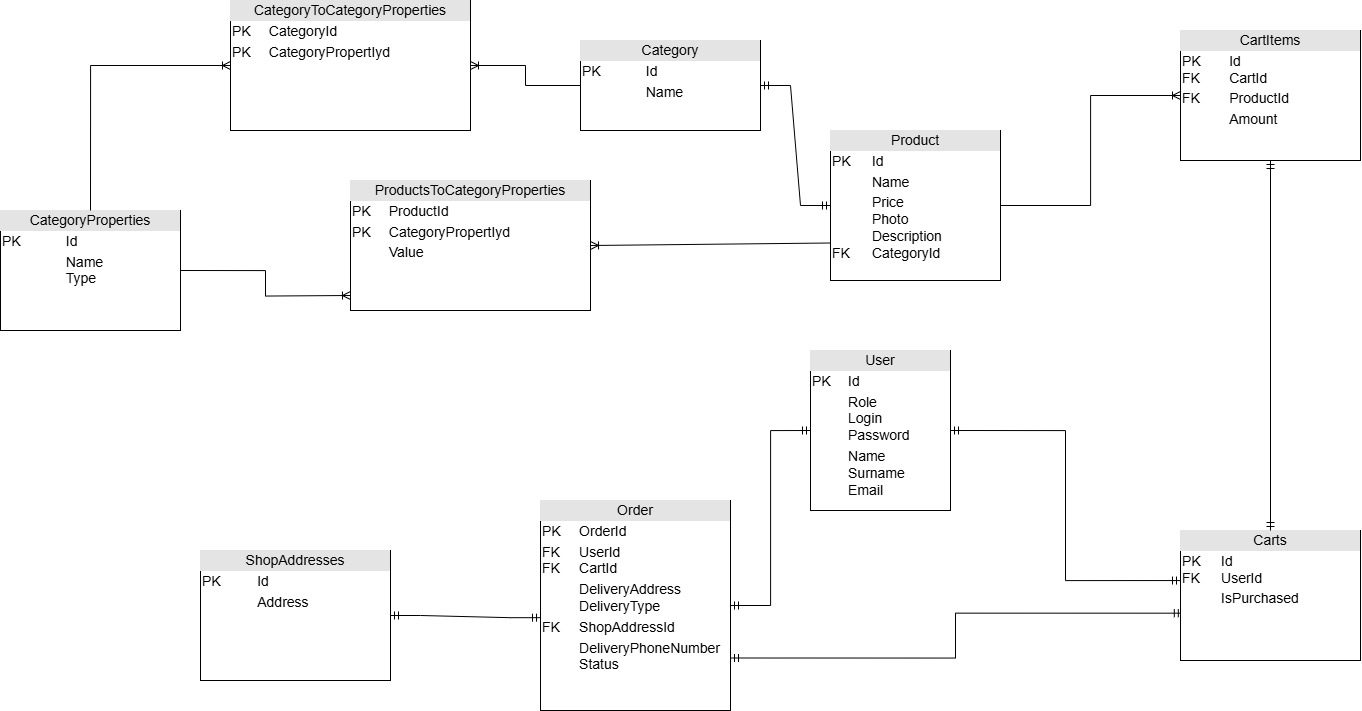 CategoryToCategoryProperties
PK CategoryId
PK CategoryPropertIyd
Category
PK Id
Name
CartItems
PK Id
FK CartId
FK ProductId
Amount
Product
PK Id
Name
Price
Photo
Description
FK CategoryId
ProductsToCategoryProperties
PK ProductId
PK CategoryPropertIyd
Value
CategoryProperties
PK Id
Name
Type
User
PK Id
Role
Login
Password
Name
Surname
Email
Order
PK OrderId
FK UserId
FK CartId
DeliveryAddress
DeliveryType
FK ShopAddressId
DeliveryPhoneNumber
Status
ShopAddresses
PK Id
Address
Carts
PK Id
FK UserId
IsPurchased